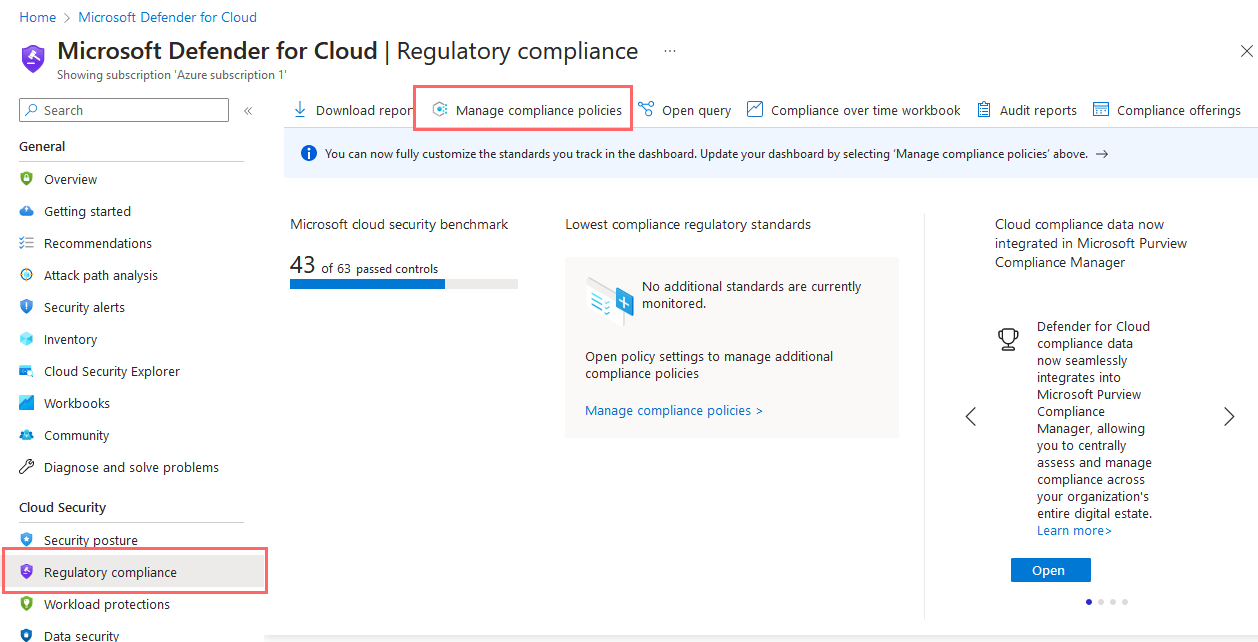 Home > Microsoft Defender for Cloud
Microsoft Defender for Cloud | Regulatory compliance ...
Showing subscription 'Azure subscription 1'
Search
«
General
Overview
Getting started
Recommendations
Attack path analysis
Security alerts
Inventory
Cloud Security Explorer
Workbooks
Community
Diagnose and solve problems
Cloud Security
Security posture
Regulatory compliance
Workload protections
Data security
Download repor
Manage compliance policies
Open query
Compliance over time workbook
Audit reports
Compliance offerings
You can now fully customize the standards you track in the dashboard. Update your dashboard by selecting 'Manage compliance policies' above. →
Microsoft cloud security benchmark
43 of 63 passed controls
Lowest compliance regulatory standards
No additional standards are currently
monitored.
Open policy settings to manage additional
compliance policies
Manage compliance policies >
Cloud compliance data now
integrated in Microsoft Purview
Compliance Manager
Defender for Cloud
compliance data
now seamlessly
integrates into
Microsoft Purview
Compliance
Manager, allowing
you to centrally
assess and manage
compliance across
your organization's
entire digital estate.
Learn more>
Open